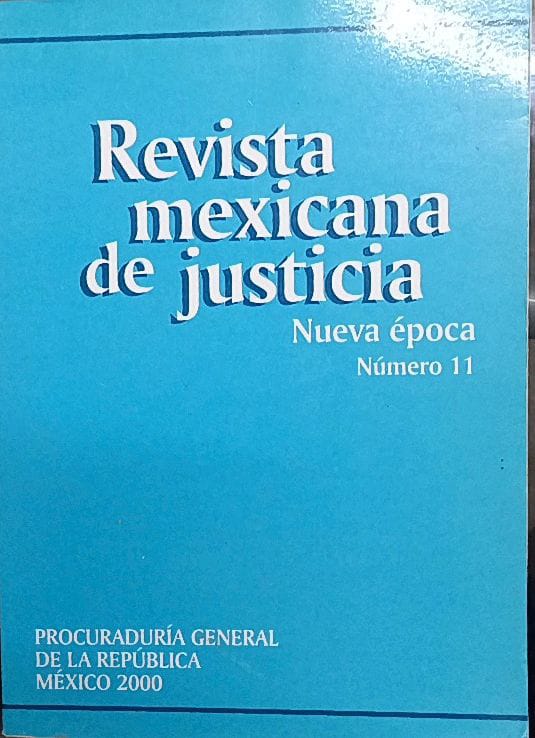 Revista
mexicana
de justicia
Nueva época
Número 11
PROCURADURÍA GENERAL
DE LA REPÚBLICA
MÉXICO 2000